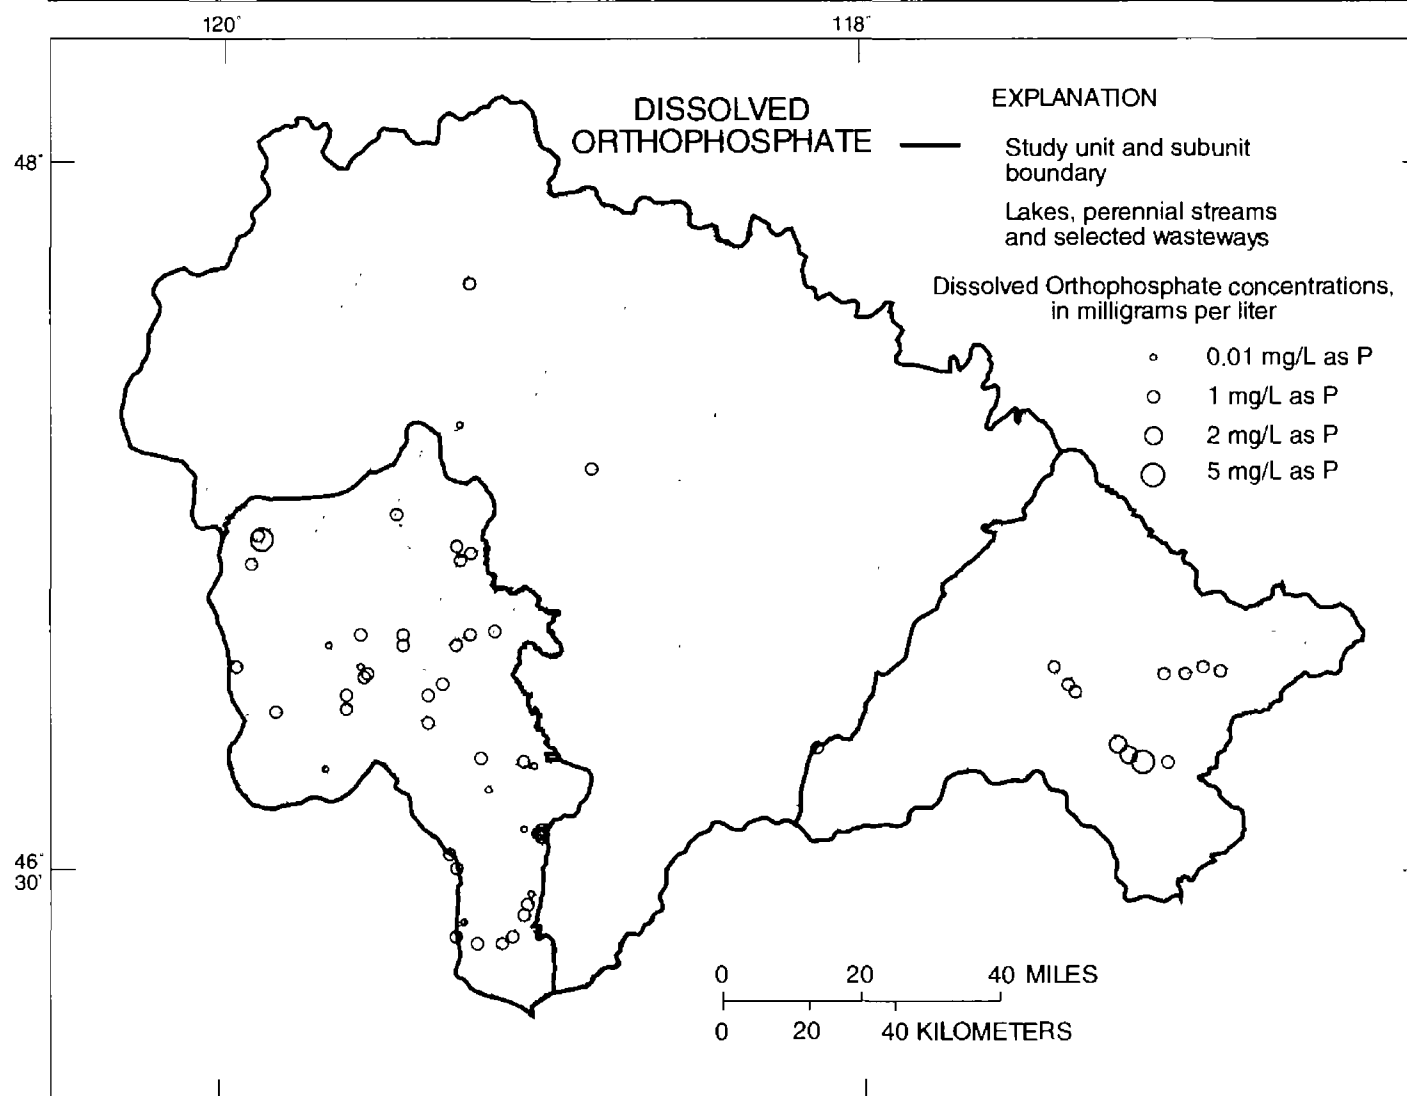 120°
118°
DISSOLVED
ORTHOPHOSPHATE
EXPLANATION
Study unit and subunit
boundary
48°
Lakes, perennial streams
and selected wasteways
Dissolved Orthophosphate concentrations,
in milligrams per liter
0.01 mg/L as P
1 mg/L as P
2 mg/L as P
5 mg/L as P
46°
30'
0 20 40 MILES
0 20 40 KILOMETERS